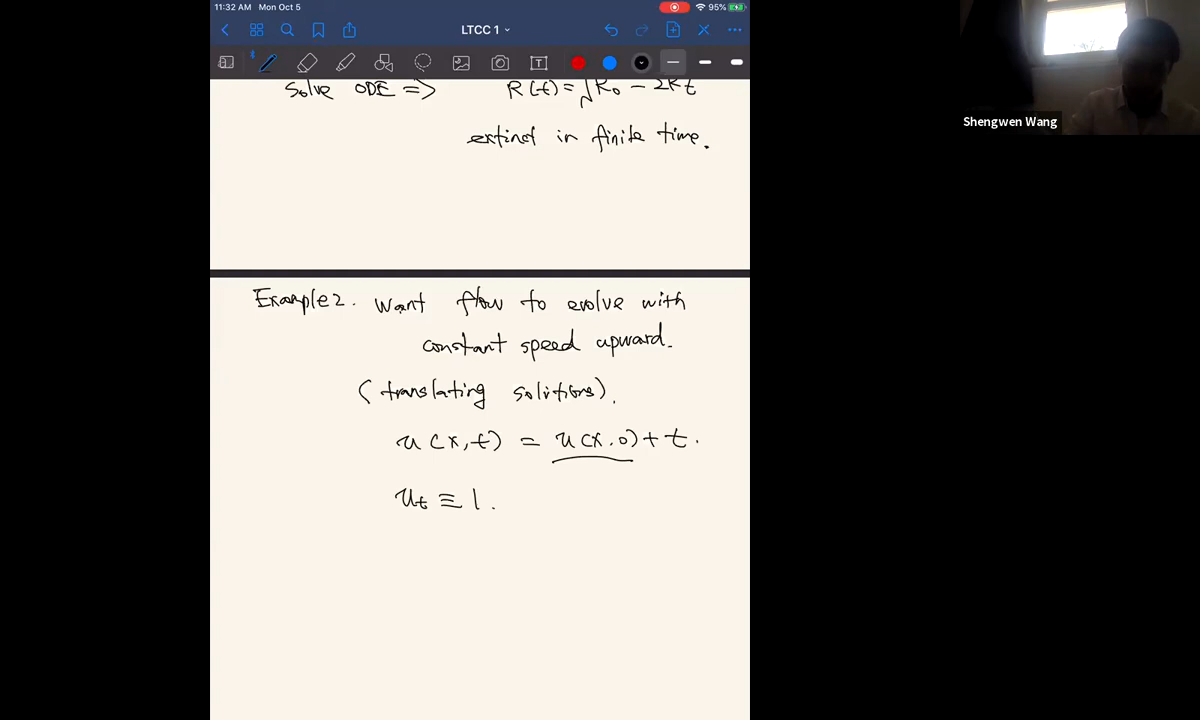 11:32 AM Mon Oct 5
95%
LTCC 1
T
Shengwen Wang
Solve ODE => R(t) = √R₀ - 2kt
extinct in finite time.
Example 2. Want flow to evolve with
constant speed upward.
(translating solutions).
u(x,t) = u(x.0) + t.
uₜ ≡ 1.